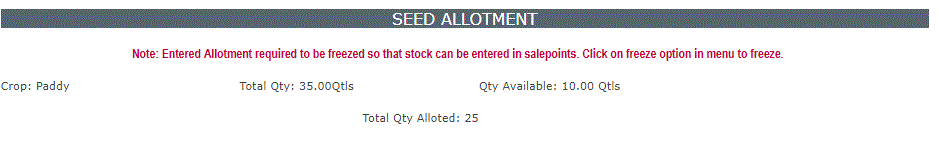 SEED ALLOTMENT
Note: Entered Allotment required to be freezed so that stock can be entered in salepoints. Click on freeze option in menu to freeze.
Crop: Paddy Total Qty: 35.00Qtls Qty Available: 10.00 Qtls
Total Qty Alloted: 25